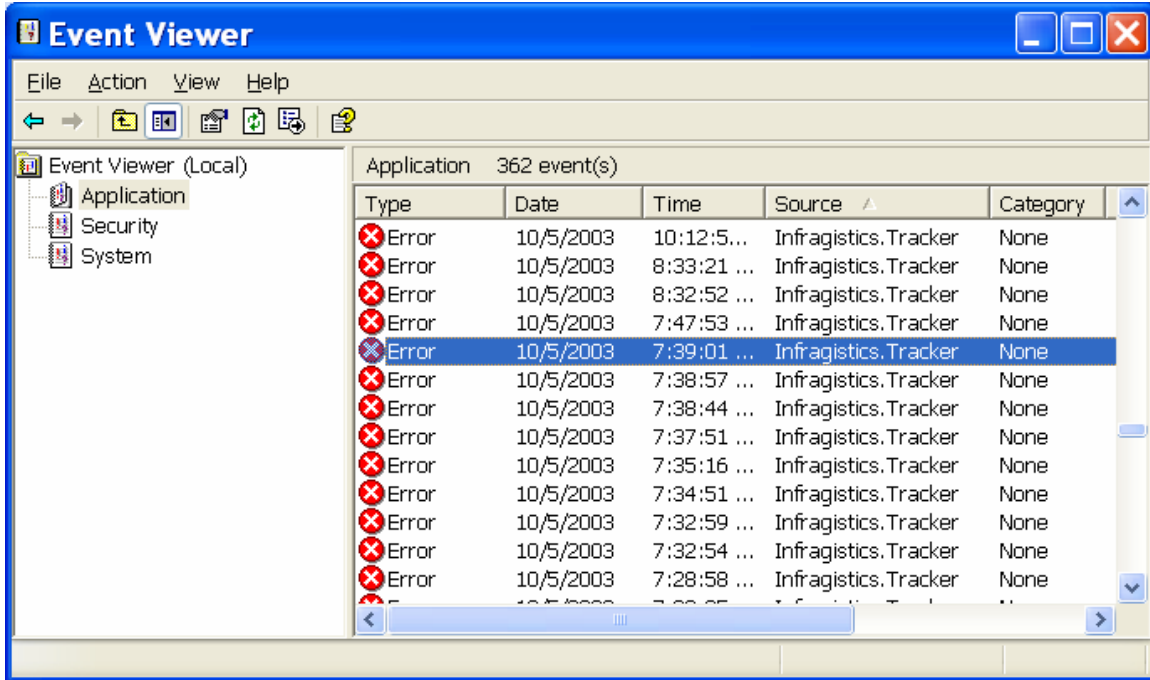 Event Viewer
File Action View Help
Event Viewer (Local)
Application
Security
System
Application 362 event(s)
Type Date Time Source Category
Error 10/5/2003 10:12:5... Infragistics.Tracker None
Error 10/5/2003 8:33:21 ... Infragistics.Tracker None
Error 10/5/2003 8:32:52 ... Infragistics.Tracker None
Error 10/5/2003 7:47:53 ... Infragistics.Tracker None
Error 10/5/2003 7:39:01 ... Infragistics.Tracker None
Error 10/5/2003 7:38:57 ... Infragistics.Tracker None
Error 10/5/2003 7:38:44 ... Infragistics.Tracker None
Error 10/5/2003 7:37:51 ... Infragistics.Tracker None
Error 10/5/2003 7:35:16 ... Infragistics.Tracker None
Error 10/5/2003 7:34:51 ... Infragistics.Tracker None
Error 10/5/2003 7:32:59 ... Infragistics.Tracker None
Error 10/5/2003 7:32:54 ... Infragistics.Tracker None
Error 10/5/2003 7:28:58 ... Infragistics.Tracker None